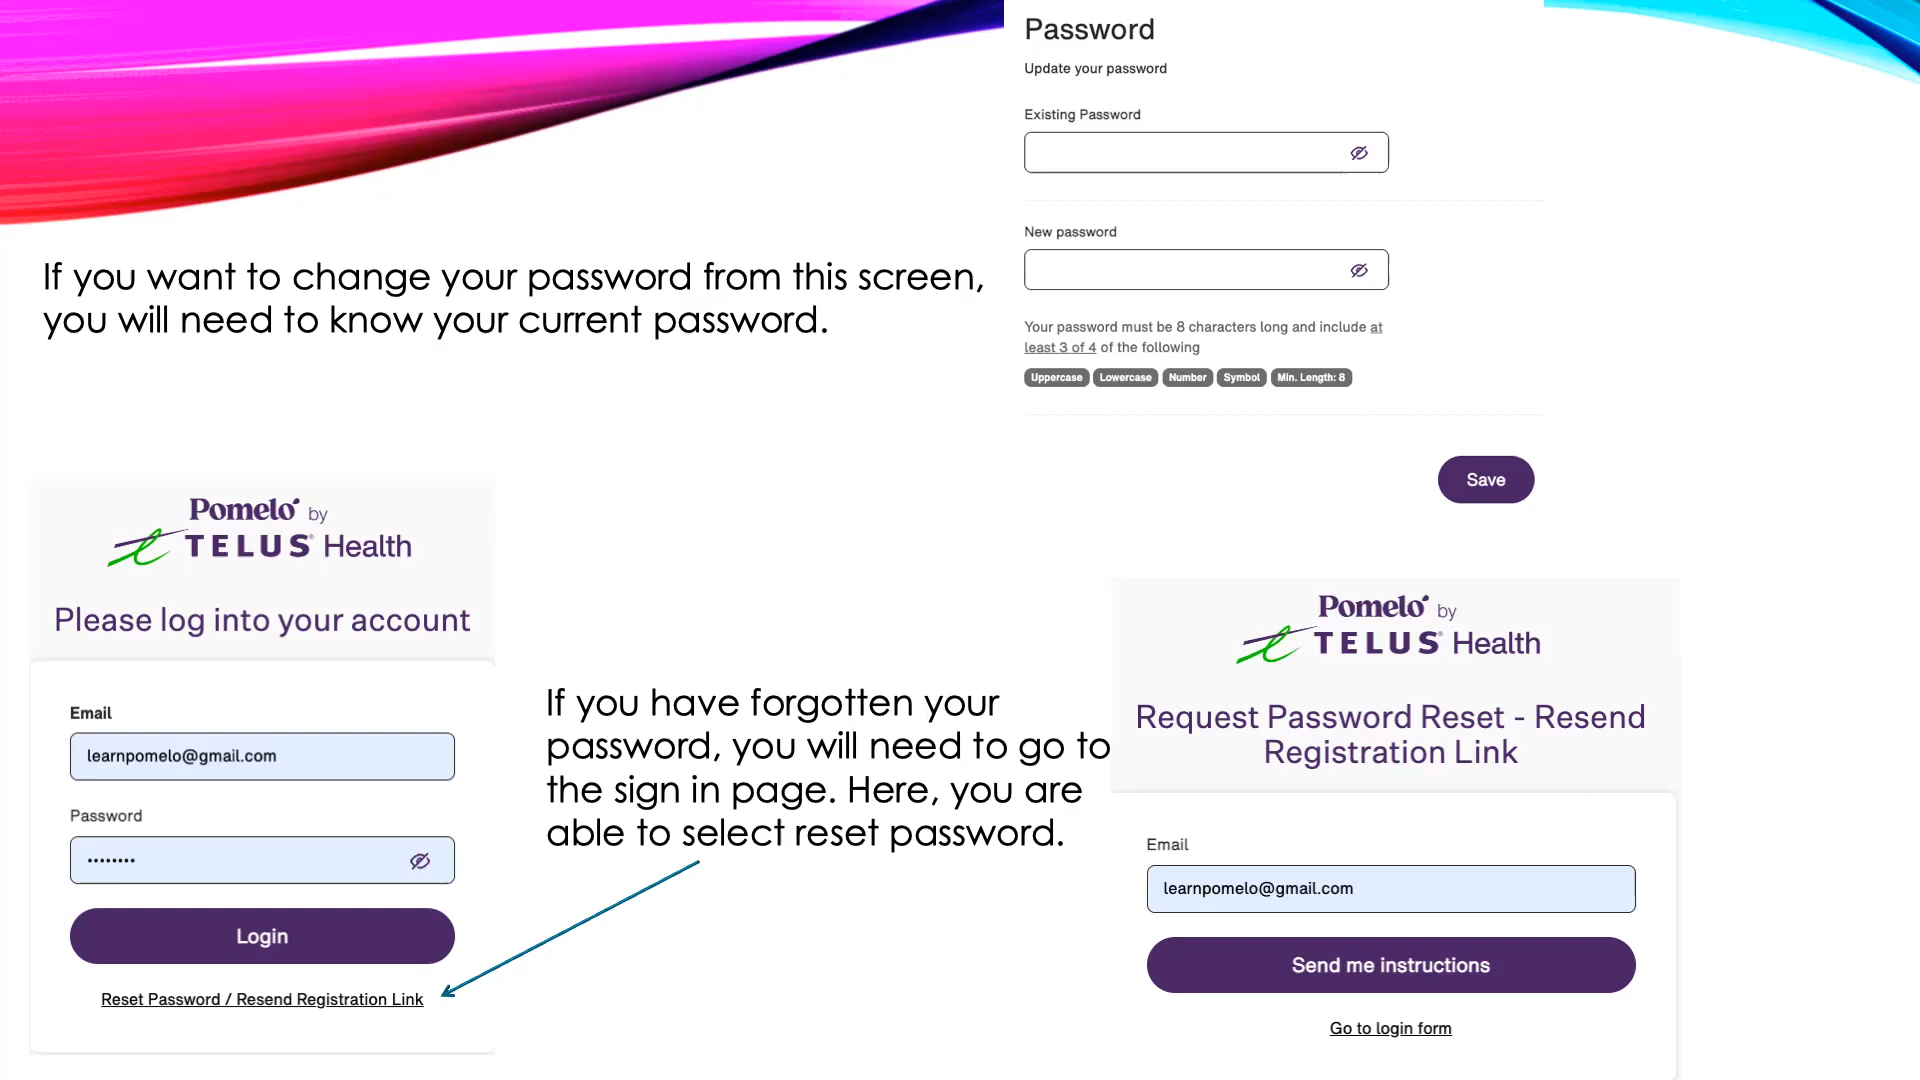 Password
Update your password
Existing Password
New password
Your password must be 8 characters long and include at
least 3 of 4 of the following
Uppercase Lowercase Number Symbol Min. Length: 8
Save
If you want to change your password from this screen,
you will need to know your current password.
Pomelo by
TELUS® Health
Please log into your account
Email
learnpomelo@gmail.com
Password
••••••••
Login
Reset Password / Resend Registration Link
If you have forgotten your
password, you will need to go to
the sign in page. Here, you are
able to select reset password.
Pomelo by
TELUS® Health
Request Password Reset - Resend
Registration Link
Email
learnpomelo@gmail.com
Send me instructions
Go to login form